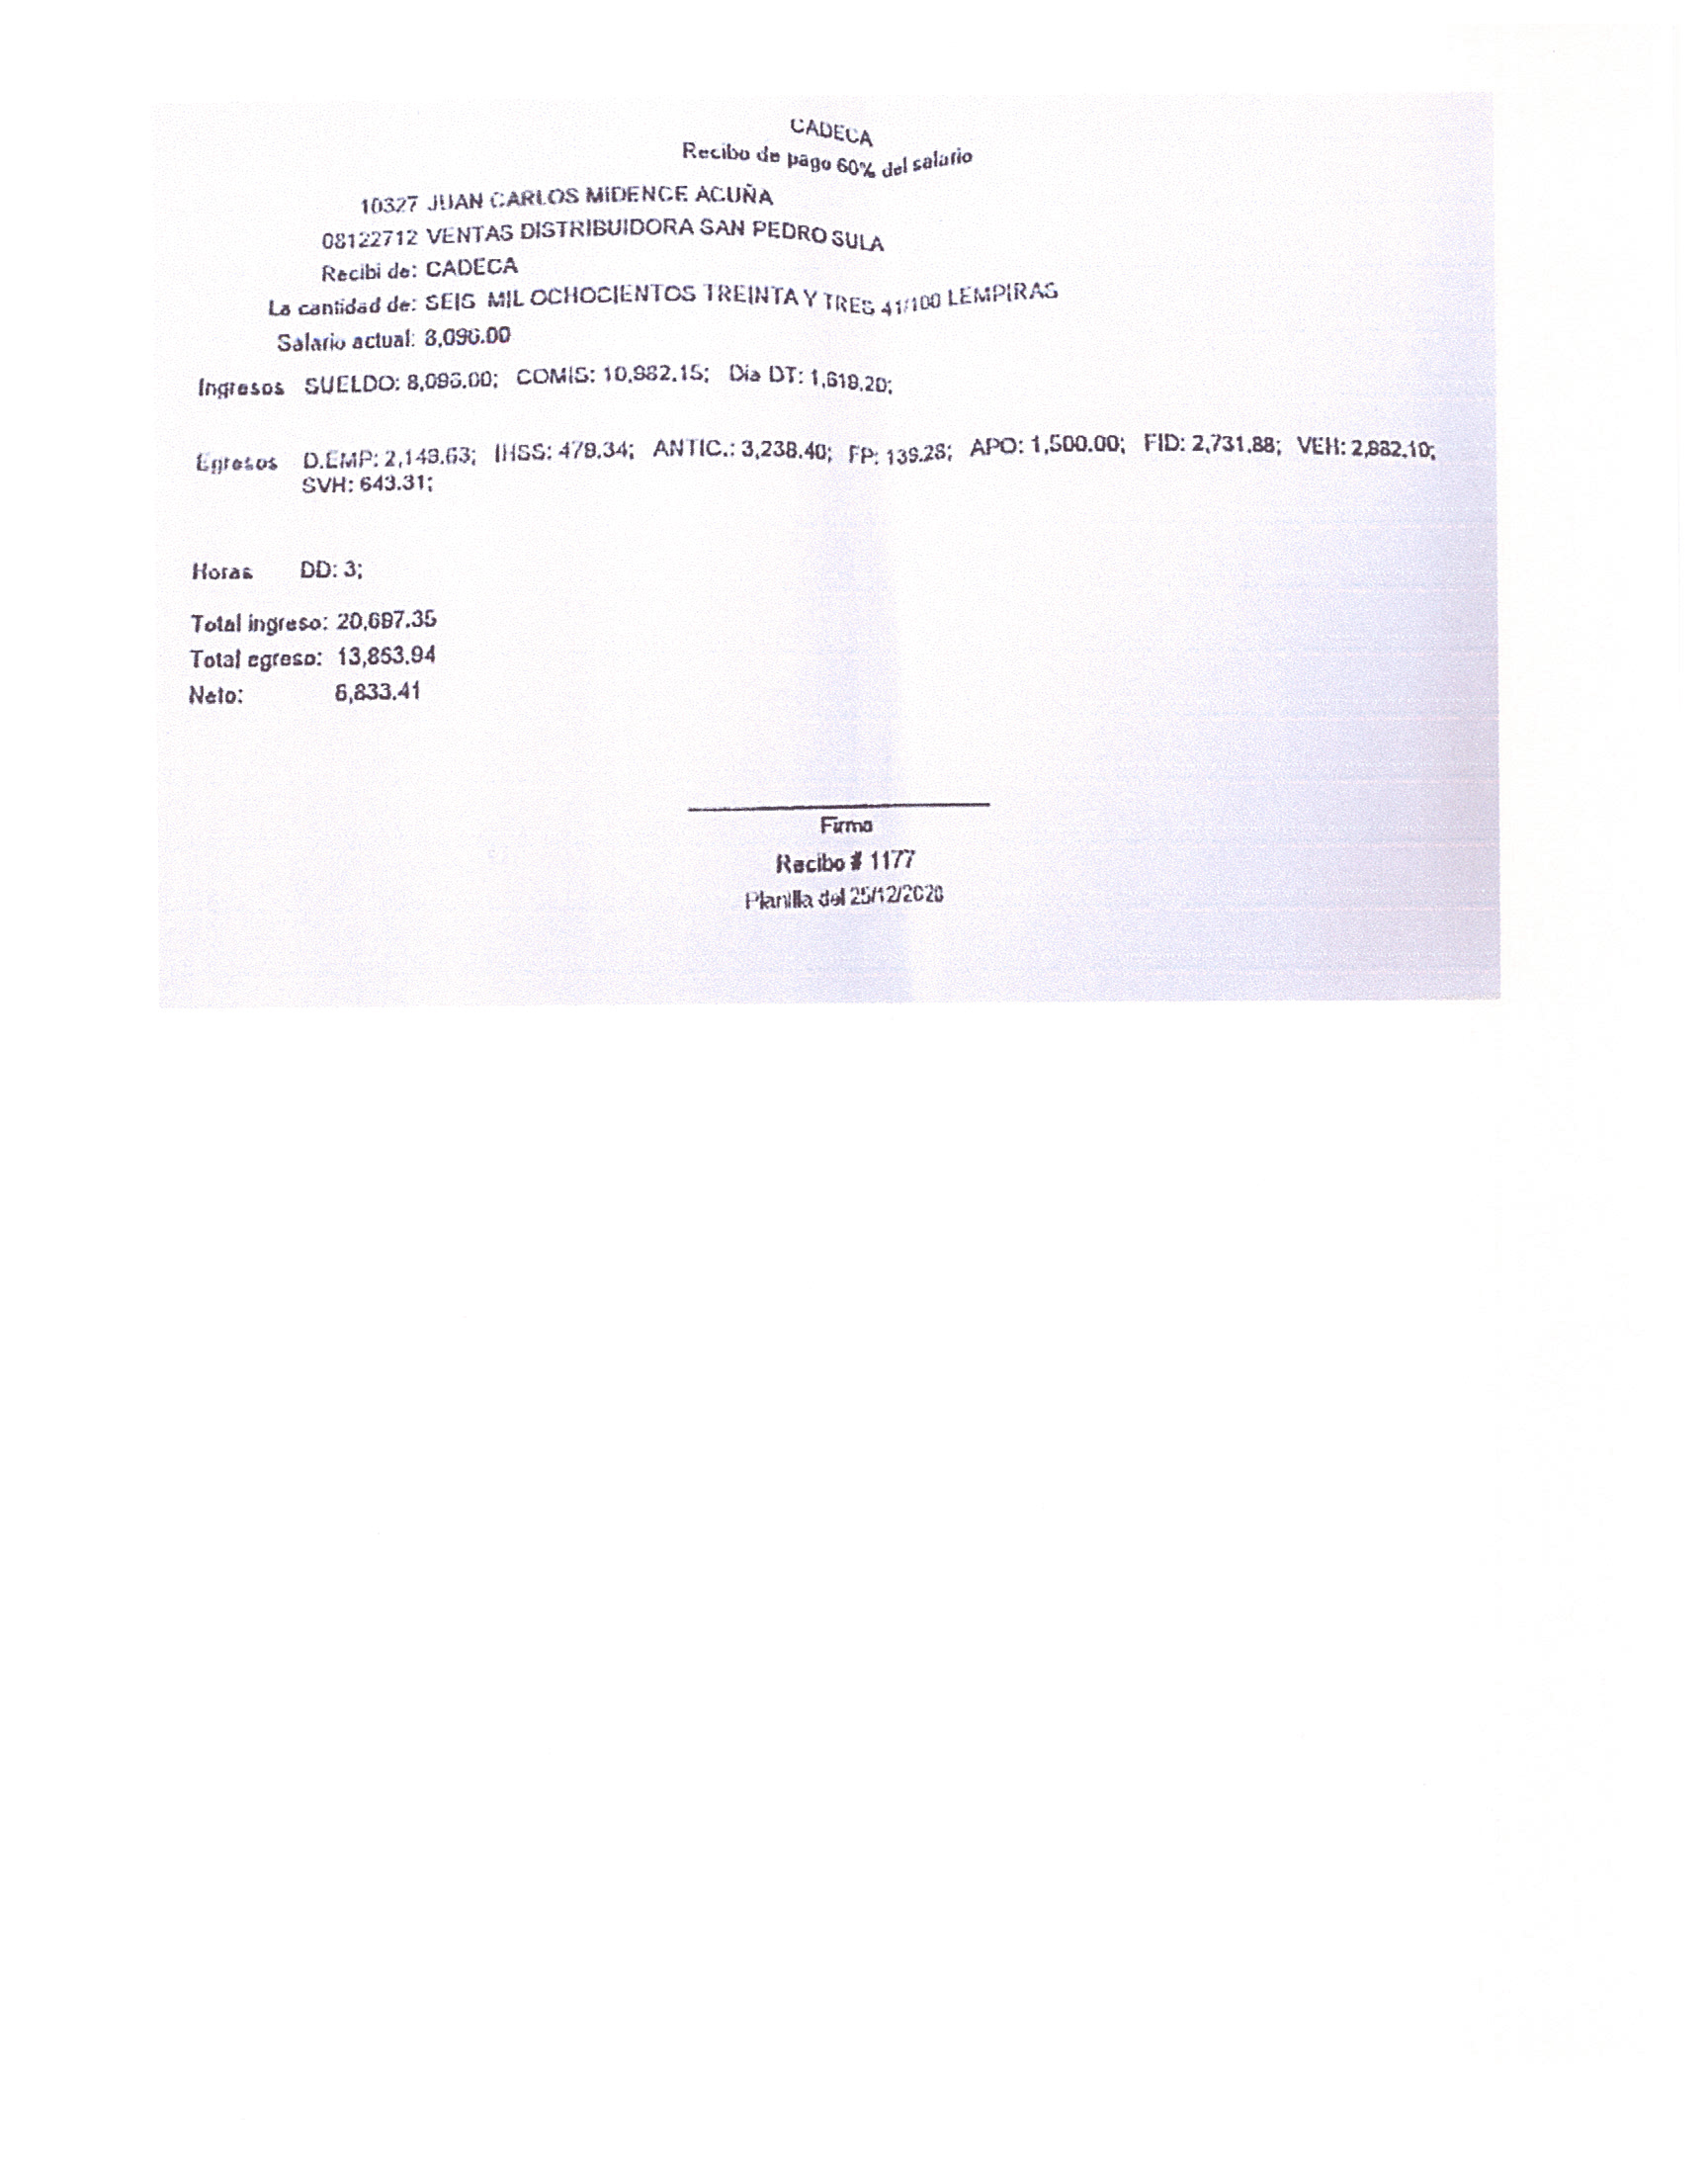 CADECA
Recibo de pago 60% del salario
10327 JUAN CARLOS MIDENCE ACUÑA
08122712 VENTAS DISTRIBUIDORA SAN PEDRO SULA
Recibi de: CADECA
La cantidad de: SEIS MIL OCHOCIENTOS TREINTA Y TRES 41/100 LEMPIRAS
Salario actual: 8,096.00
Ingresos SUELDO: 8,096.00; COMIS: 10,982.15; Dia DT: 1,619.20;
Egresos D.EMP: 2,149.63; IHSS: 479.34; ANTIC.: 3,238.40; FP: 139.28; APO: 1,500.00; FID: 2,731.88; VEH: 2,982.10;
SVH: 643.31;
Horas DD: 3;
Total ingreso: 20,697.35
Total egreso: 13,863.94
Neto: 6,833.41
Firma
Recibo # 1177
Planilla del 25/12/2020